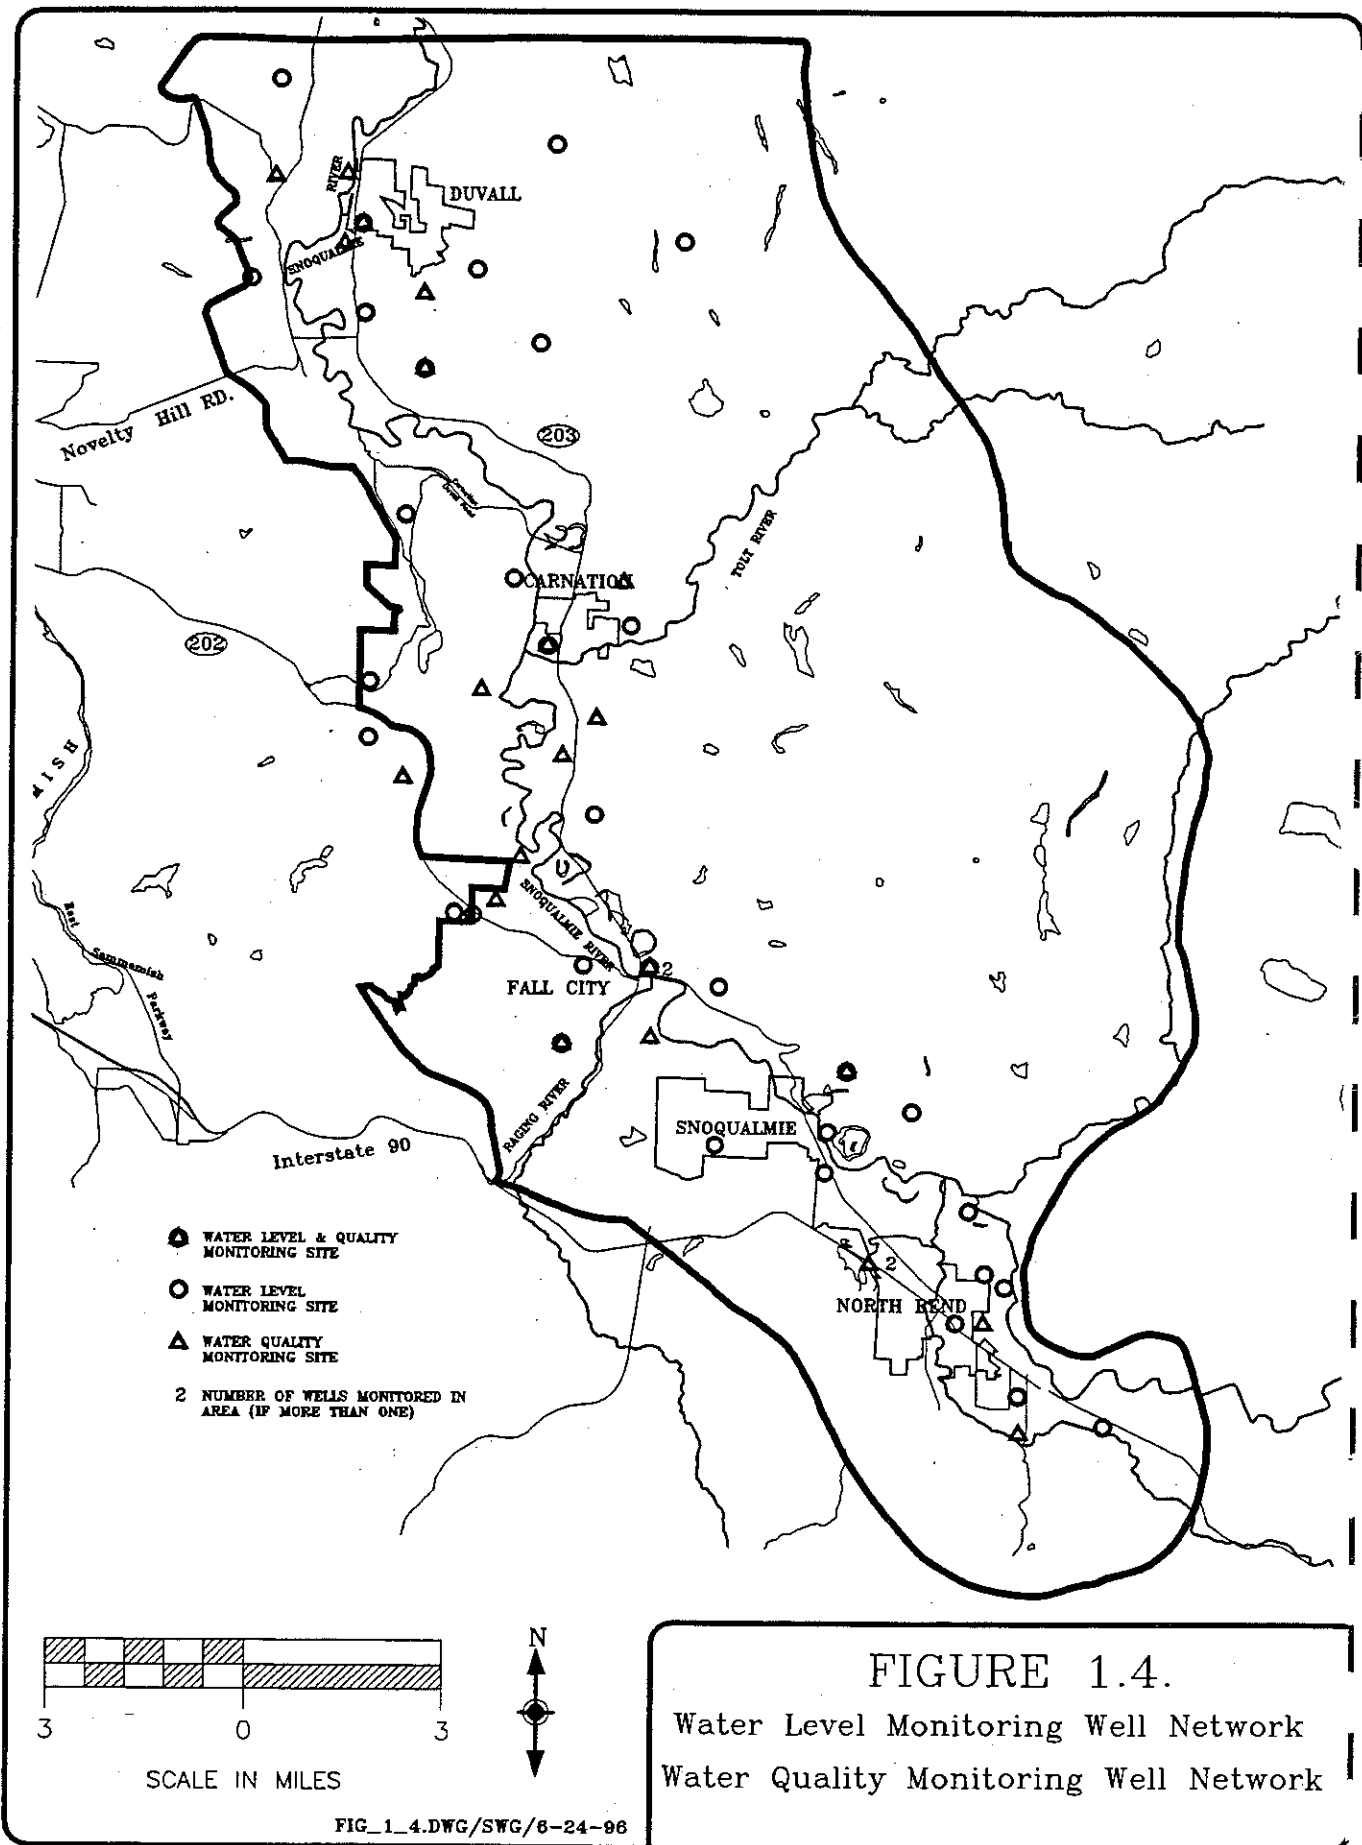 RIVER
DUVALL
SNOQUALMIE
Novelty Hill RD.
203
TOLT RIVER
CARNATION
202
MISH
SNOQUALMIE RIVER
East
Sammamish
Parkway
2
FALL CITY
RAGING RIVER
SNOQUALMIE
Interstate 90
2
NORTH BEND
WATER LEVEL & QUALITY
MONITORING SITE
WATER LEVEL
MONITORING SITE
WATER QUALITY
MONITORING SITE
2 NUMBER OF WELLS MONITORED IN
AREA (IF MORE THAN ONE)
N
3 0 3
SCALE IN MILES
FIG_1_4.DWG/SWG/6-24-96
FIGURE 1.4.
Water Level Monitoring Well Network
Water Quality Monitoring Well Network